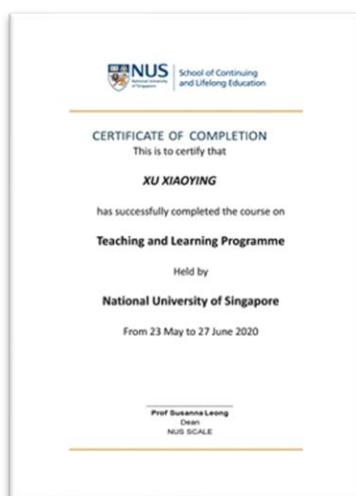 NUS
National University
of Singapore
School of Continuing
and Lifelong Education
CERTIFICATE OF COMPLETION
This is to certify that
XU XIAOYING
has successfully completed the course on
Teaching and Learning Programme
Held by
National University of Singapore
From 23 May to 27 June 2020
Prof Susanna Leong
Dean
NUS SCALE